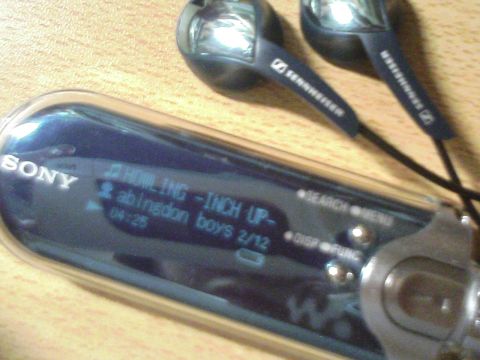 SENNHEISER
SENNHEISER
SONY
HOWLING -INCH UP-
abingdon boys
04:25 2/12
SEARCH MENU
DISP FUNC
W.